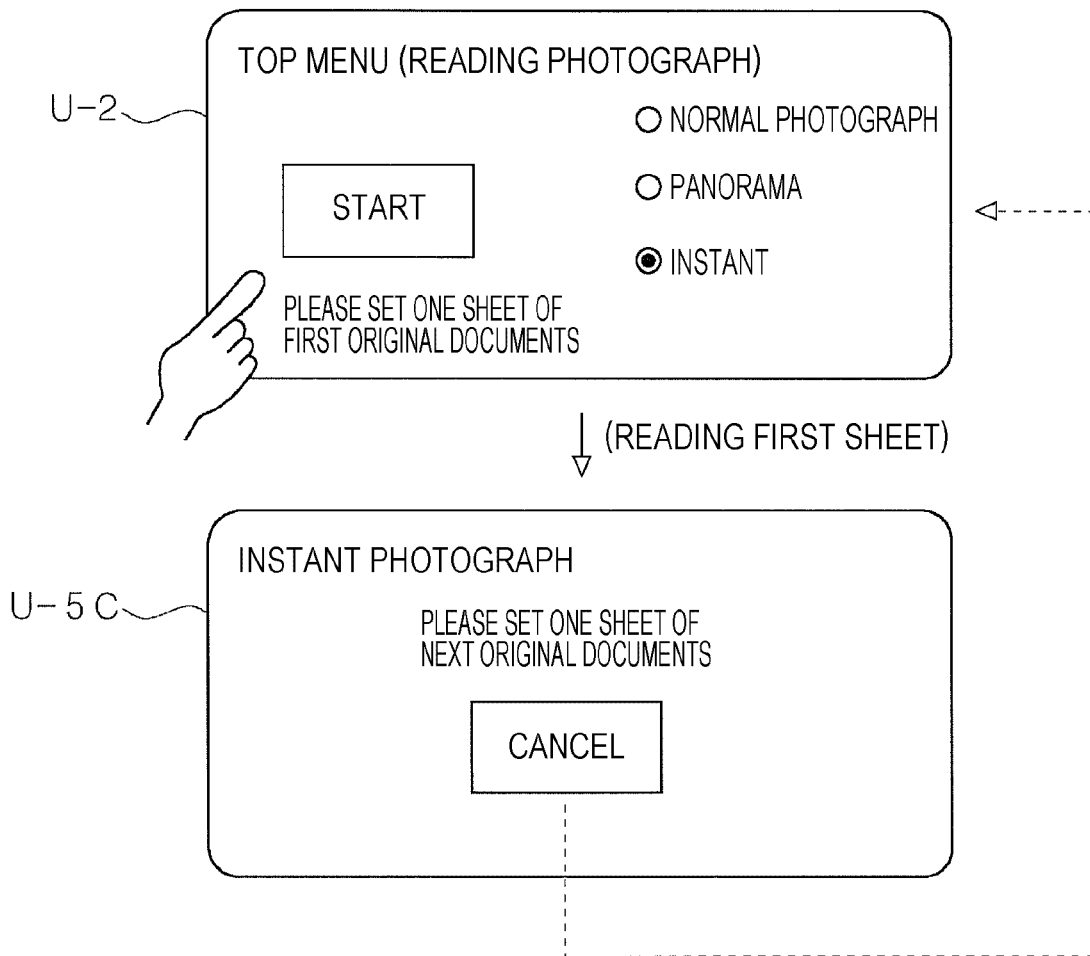 TOP MENU (READING PHOTOGRAPH)
U-2
NORMAL PHOTOGRAPH
START
PANORAMA
INSTANT
PLEASE SET ONE SHEET OF
FIRST ORIGINAL DOCUMENTS
(READING FIRST SHEET)
INSTANT PHOTOGRAPH
U-5C
PLEASE SET ONE SHEET OF
NEXT ORIGINAL DOCUMENTS
CANCEL